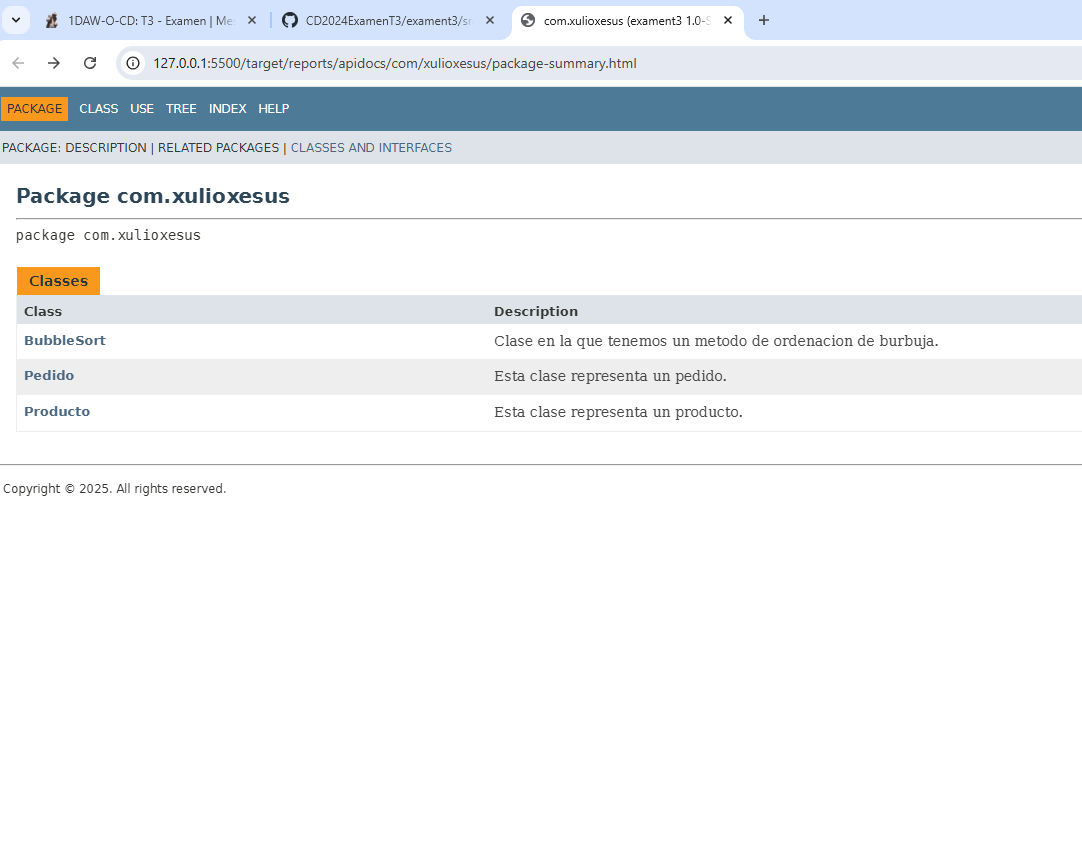 1DAW-O-CD: T3 - Examen | Me
CD2024ExamenT3/exament3/sr
com.xulioxesus (exament3 1.0-S
127.0.0.1:5500/target/reports/apidocs/com/xulioxesus/package-summary.html
PACKAGE CLASS USE TREE INDEX HELP
PACKAGE: DESCRIPTION | RELATED PACKAGES | CLASSES AND INTERFACES
Package com.xulioxesus
package com.xulioxesus
Classes
Class Description
BubbleSort Clase en la que tenemos un metodo de ordenacion de burbuja.
Pedido Esta clase representa un pedido.
Producto Esta clase representa un producto.
Copyright © 2025. All rights reserved.